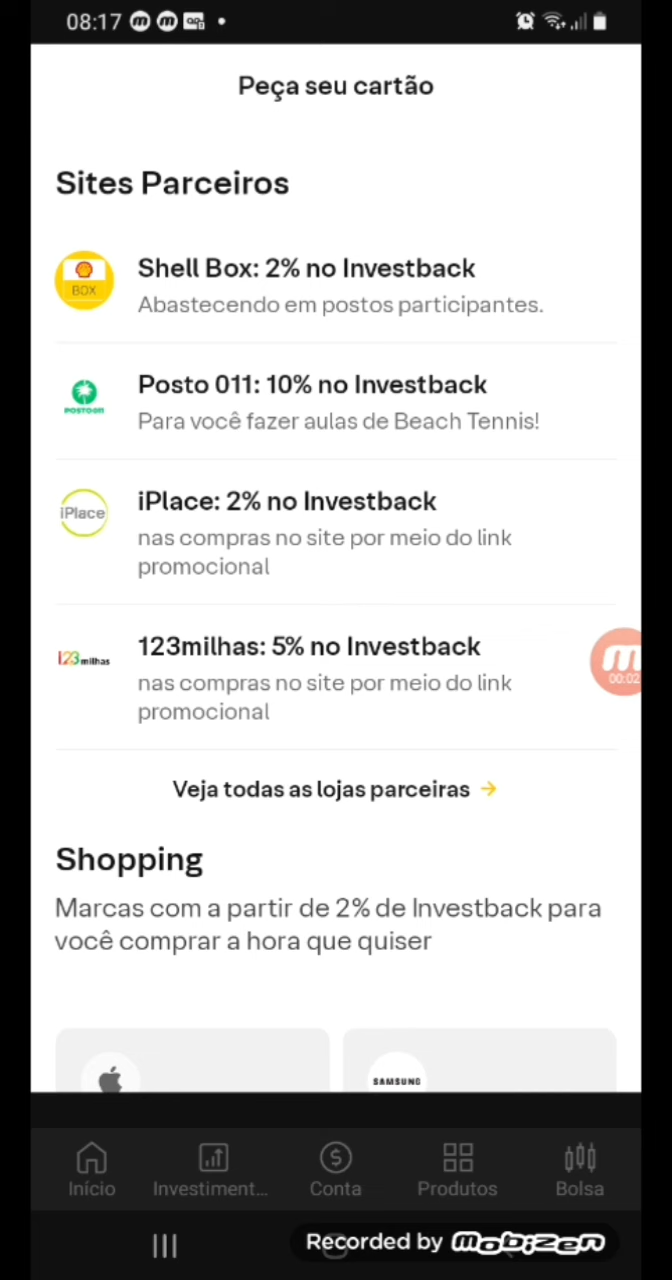 08:17
Peça seu cartão
Sites Parceiros
BOX
Shell Box: 2% no Investback
Abastecendo em postos participantes.
POSTO011
Posto 011: 10% no Investback
Para você fazer aulas de Beach Tennis!
iPlace
iPlace: 2% no Investback
nas compras no site por meio do link
promocional
123milhas
123milhas: 5% no Investback
nas compras no site por meio do link
promocional
m
00:02
Veja todas as lojas parceiras →
Shopping
Marcas com a partir de 2% de Investback para
você comprar a hora que quiser
SAMSUNG
Início
Investiment...
Conta
Produtos
Bolsa
Recorded by mobizen